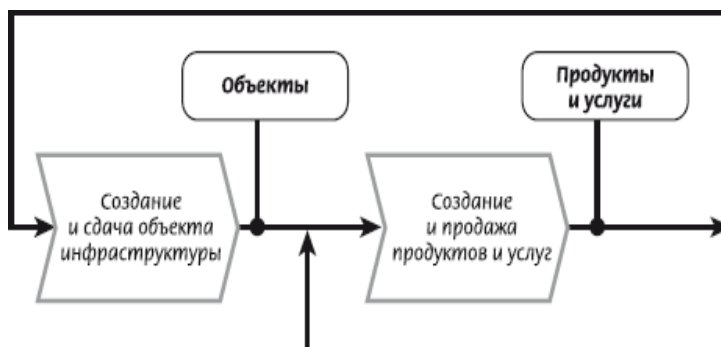 Объекты
Продукты
и услуги
Создание
и сдача объекта
инфраструктуры
Создание
и продажа
продуктов и услуг